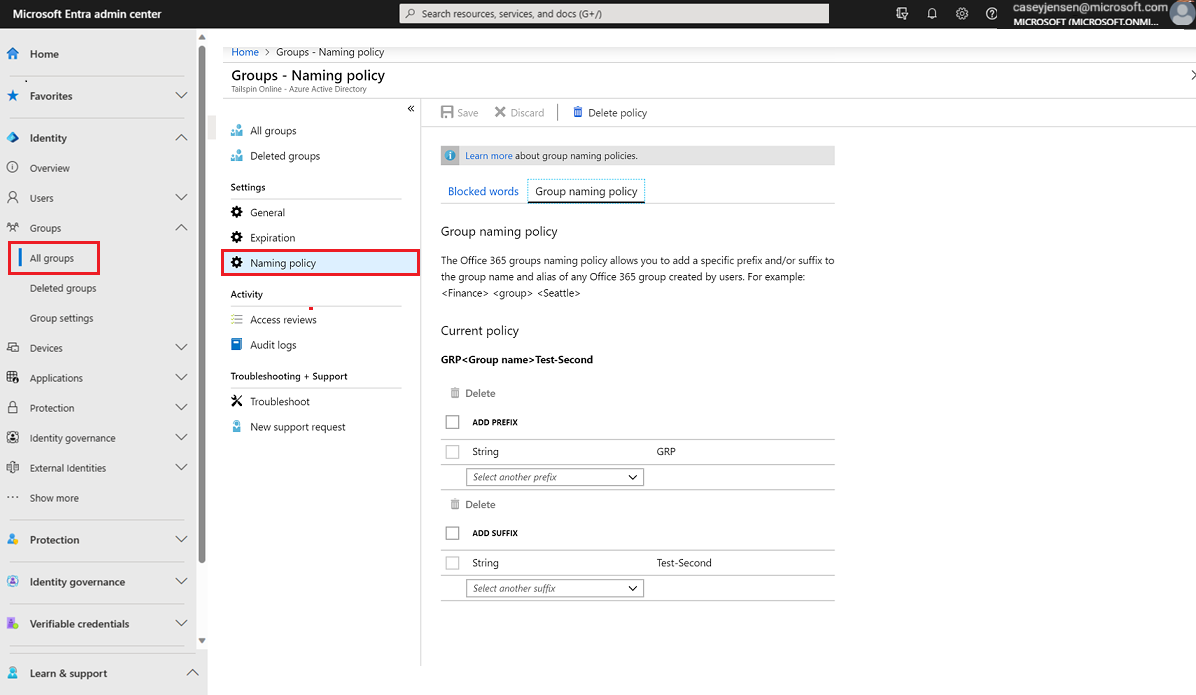 Microsoft Entra admin center
Search resources, services, and docs (G+/)
caseyjensen@microsoft.com
MICROSOFT (MICROSOFT.ONMI...
Home
Favorites
Identity
Overview
Users
Groups
All groups
Deleted groups
Group settings
Devices
Applications
Protection
Identity governance
External Identities
Show more
Protection
Identity governance
Verifiable credentials
Learn & support
Home > Groups - Naming policy
Groups - Naming policy
Tailspin Online - Azure Active Directory
All groups
Deleted groups
Settings
General
Expiration
Naming policy
Activity
Access reviews
Audit logs
Troubleshooting + Support
Troubleshoot
New support request
Save Discard Delete policy
Learn more about group naming policies.
Blocked words Group naming policy
Group naming policy
The Office 365 groups naming policy allows you to add a specific prefix and/or suffix to
the group name and alias of any Office 365 group created by users. For example:
<Finance> <group> <Seattle>
Current policy
GRP<Group name>Test-Second
Delete
ADD PREFIX
String GRP
Select another prefix
Delete
ADD SUFFIX
String Test-Second
Select another suffix